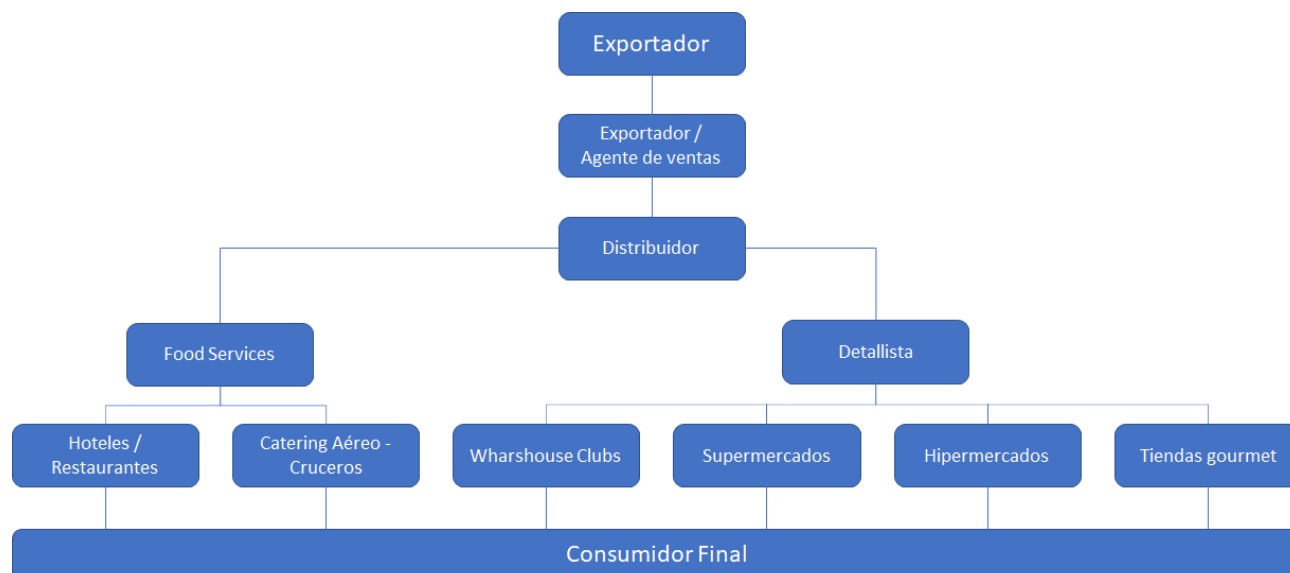 Exportador
Exportador /
Agente de ventas
Distribuidor
Food Services
Detallista
Hoteles /
Restaurantes
Catering Aéreo -
Cruceros
Wharshouse Clubs
Supermercados
Hipermercados
Tiendas gourmet
Consumidor Final